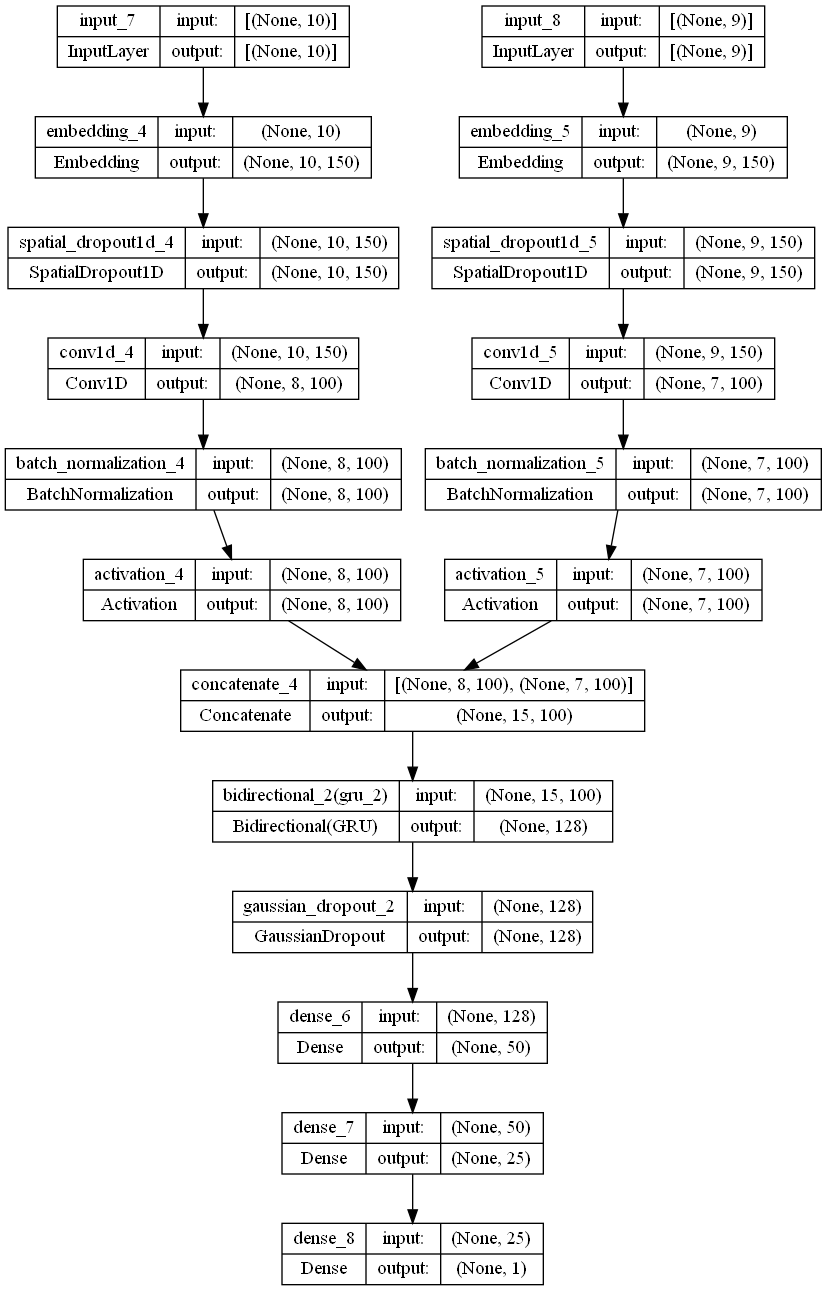 input_7 input: [(None, 10)]
InputLayer output: [(None, 10)]
input_8 input: [(None, 9)]
InputLayer output: [(None, 9)]
embedding_4 input: (None, 10)
Embedding output: (None, 10, 150)
embedding_5 input: (None, 9)
Embedding output: (None, 9, 150)
spatial_dropout1d_4 input: (None, 10, 150)
SpatialDropout1D output: (None, 10, 150)
spatial_dropout1d_5 input: (None, 9, 150)
SpatialDropout1D output: (None, 9, 150)
conv1d_4 input: (None, 10, 150)
Conv1D output: (None, 8, 100)
conv1d_5 input: (None, 9, 150)
Conv1D output: (None, 7, 100)
batch_normalization_4 input: (None, 8, 100)
BatchNormalization output: (None, 8, 100)
batch_normalization_5 input: (None, 7, 100)
BatchNormalization output: (None, 7, 100)
activation_4 input: (None, 8, 100)
Activation output: (None, 8, 100)
activation_5 input: (None, 7, 100)
Activation output: (None, 7, 100)
concatenate_4 input: [(None, 8, 100), (None, 7, 100)]
Concatenate output: (None, 15, 100)
bidirectional_2(gru_2) input: (None, 15, 100)
Bidirectional(GRU) output: (None, 128)
gaussian_dropout_2 input: (None, 128)
GaussianDropout output: (None, 128)
dense_6 input: (None, 128)
Dense output: (None, 50)
dense_7 input: (None, 50)
Dense output: (None, 25)
dense_8 input: (None, 25)
Dense output: (None, 1)